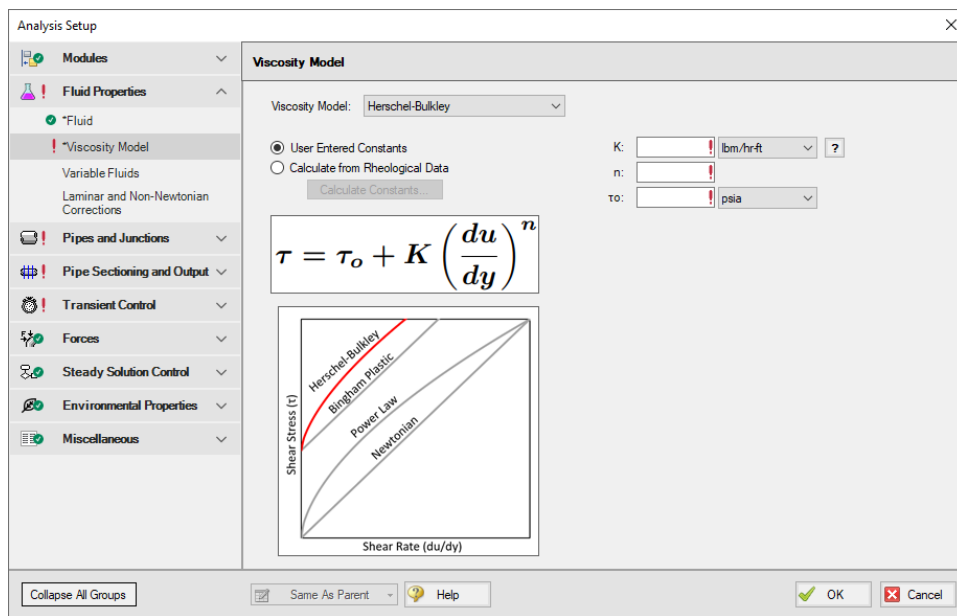 Analysis Setup
Modules
Fluid Properties
*Fluid
*Viscosity Model
Variable Fluids
Laminar and Non-Newtonian
Corrections
Pipes and Junctions
Pipe Sectioning and Output
Transient Control
Forces
Steady Solution Control
Environmental Properties
Miscellaneous
Collapse All Groups
Viscosity Model
Viscosity Model: Herschel-Bulkley
User Entered Constants
Calculate from Rheological Data
Calculate Constants...
K: lbm/hr-ft ?
n:
τo: psia
τ = τₒ + K (du/dy)ⁿ
Shear Stress (τ)
Herschel-Bulkley
Bingham Plastic
Power Law
Newtonian
Shear Rate (du/dy)
Same As Parent
Help
OK
Cancel